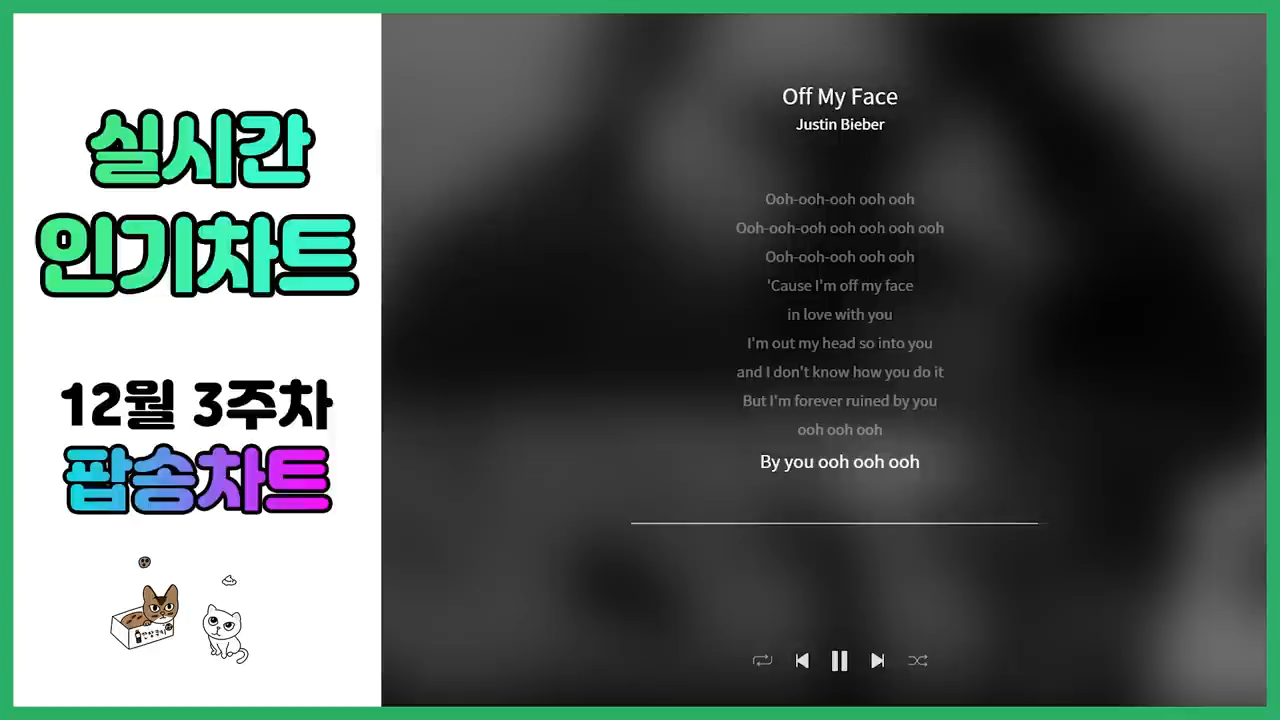 실시간
인기차트
12월 3주차
팝송차트
Off My Face
Justin Bieber
Ooh-ooh-ooh ooh ooh
Ooh-ooh-ooh ooh ooh ooh ooh
Ooh-ooh-ooh ooh ooh
'Cause I'm off my face
in love with you
I'm out my head so into you
and I don't know how you do it
But I'm forever ruined by you
ooh ooh ooh
By you ooh ooh ooh